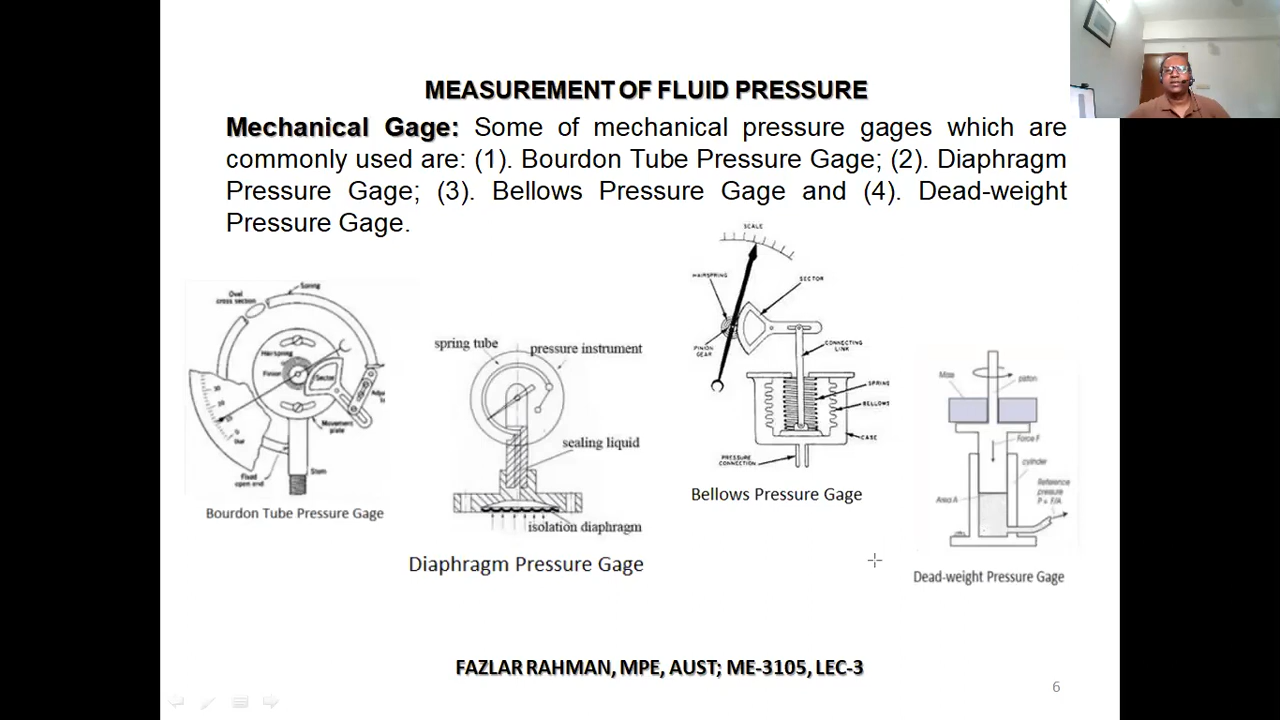 MEASUREMENT OF FLUID PRESSURE
Mechanical Gage: Some of mechanical pressure gages which are
commonly used are: (1). Bourdon Tube Pressure Gage; (2). Diaphragm
Pressure Gage; (3). Bellows Pressure Gage and (4). Dead-weight
Pressure Gage.
Oval
cross section
Spring
Hairspring
Pinion
Sector
Movement
plate
Stem
Fixed
open end
Bar
Bourdon Tube Pressure Gage
spring tube
pressure instrument
sealing liquid
isolation diaphragm
Diaphragm Pressure Gage
SCALE
HAIRSPRING
SECTOR
PINION
GEAR
CONNECTING
LINK
SPRING
BELLOWS
CASE
PRESSURE
CONNECTION
Bellows Pressure Gage
Mass
piston
Force F
cylinder
Area A
Reference
pressure
P = F/A
Dead-weight Pressure Gage
FAZLAR RAHMAN, MPE, AUST; ME-3105, LEC-3
6